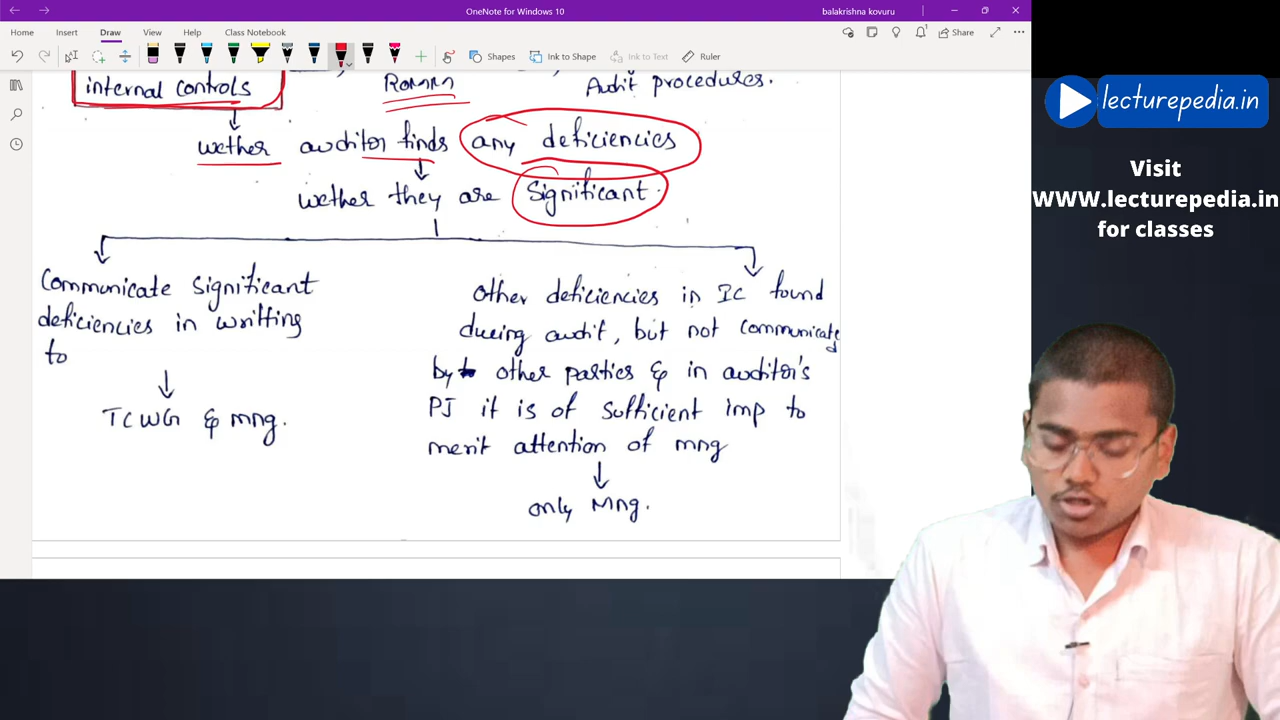 OneNote for Windows 10
balakrishna kovuru
Home Insert Draw View Help Class Notebook
Share
Shapes Ink to Shape Ink to Text Ruler
internal controls
ROMMs
Audit procedures.
wether auditor finds any deficiencies
wether they are Significant.
Communicate Significant
deficiencies in writting
to
TCWG & mng.
Other deficiencies in IC found
during audit, but not communicated
by other parties & in auditor's
PJ it is of sufficient imp to
merit attention of mng
only Mng.
lecturepedia.in
Visit
WWW.lecturepedia.in
for classes